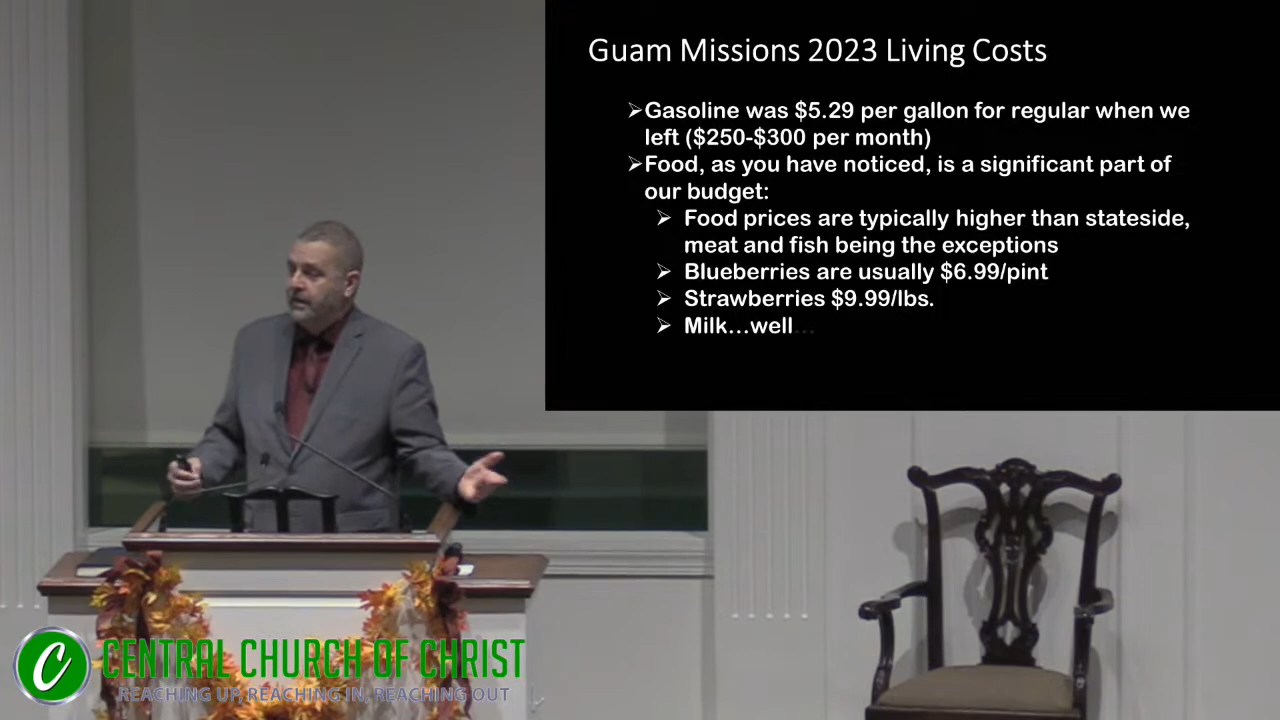 Guam Missions 2023 Living Costs
➢Gasoline was $5.29 per gallon for regular when we
left ($250-$300 per month)
➢Food, as you have noticed, is a significant part of
our budget:
➢ Food prices are typically higher than stateside,
meat and fish being the exceptions
➢ Blueberries are usually $6.99/pint
➢ Strawberries $9.99/lbs.
➢ Milk…well…
C CENTRAL CHURCH OF CHRIST
REACHING UP, REACHING IN, REACHING OUT